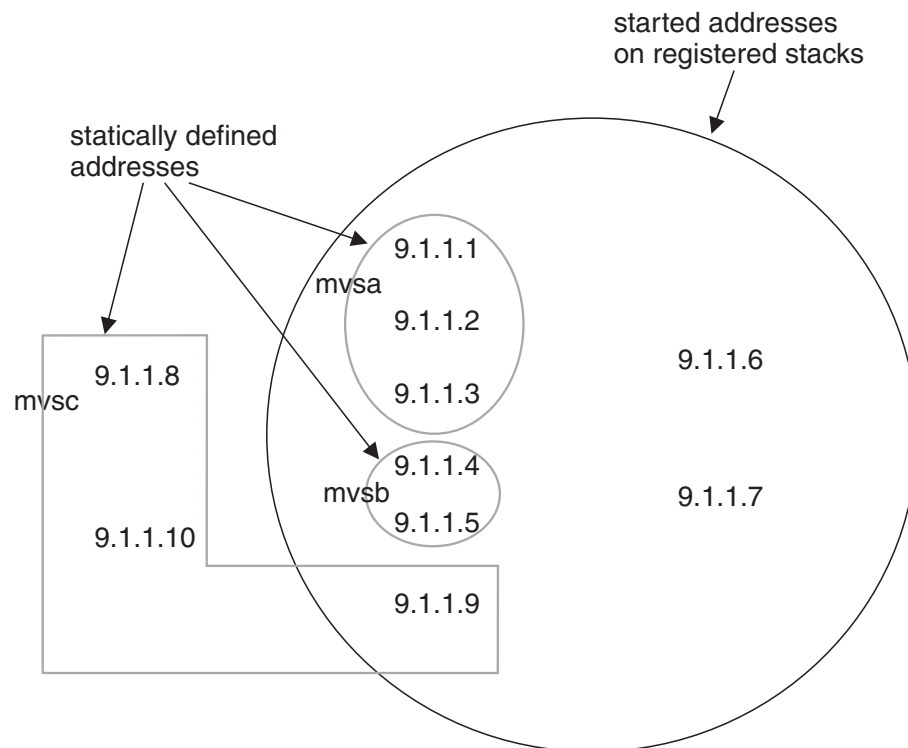 started addresses
on registered stacks
statically defined
addresses
9.1.1.1
mvsa
9.1.1.2
9.1.1.6
9.1.1.8
9.1.1.3
mvsc
9.1.1.4
mvsb
9.1.1.7
9.1.1.5
9.1.1.10
9.1.1.9